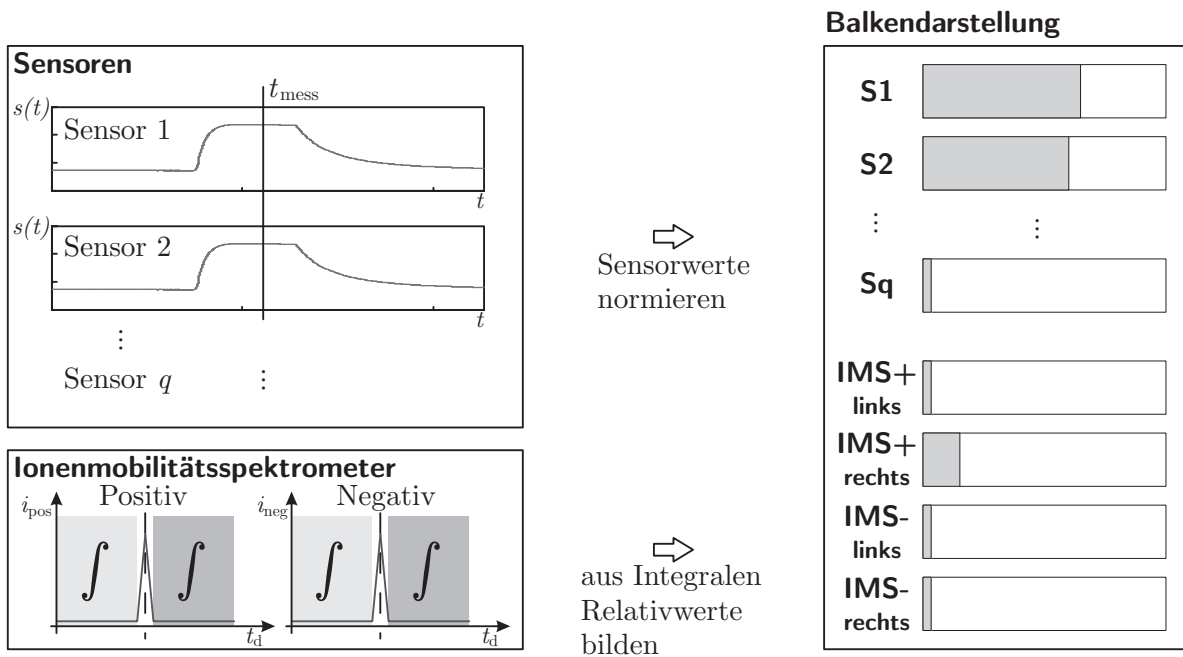 Sensoren
t_mess
s(t)
Sensor 1
t
s(t)
Sensor 2
t
⋮
Sensor q
⋮
Ionenmobilitätsspektrometer
i_pos
Positiv
∫ ∫
t_d
i_neg
Negativ
∫ ∫
t_d
⇨
Sensorwerte
normieren
⇨
aus Integralen
Relativwerte
bilden
Balkendarstellung
S1
S2
⋮ ⋮
Sq
IMS+
links
IMS+
rechts
IMS-
links
IMS-
rechts